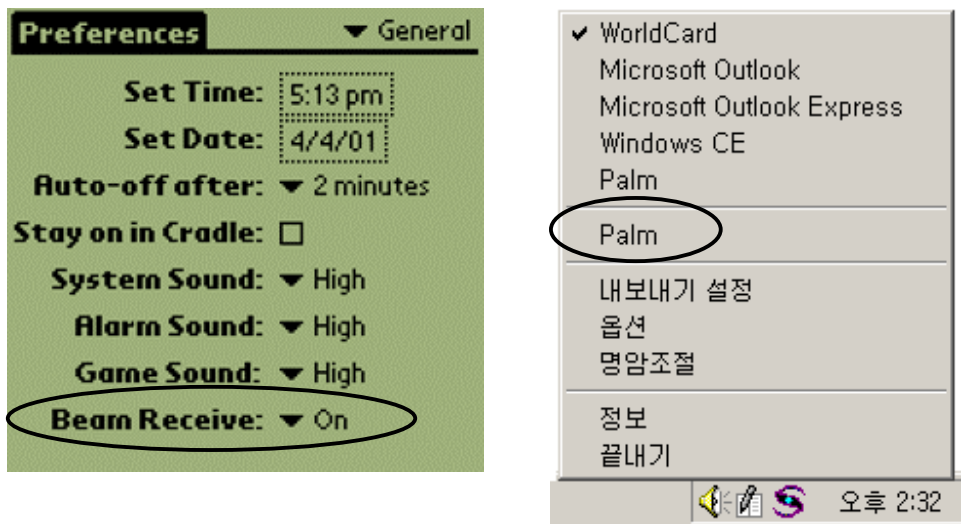 Preferences General
Set Time: 5:13 pm
Set Date: 4/4/01
Auto-off after: 2 minutes
Stay on in Cradle:
System Sound: High
Alarm Sound: High
Game Sound: High
Beam Receive: On
WorldCard
Microsoft Outlook
Microsoft Outlook Express
Windows CE
Palm
Palm
내보내기 설정
옵션
명암조절
정보
끝내기
오후 2:32